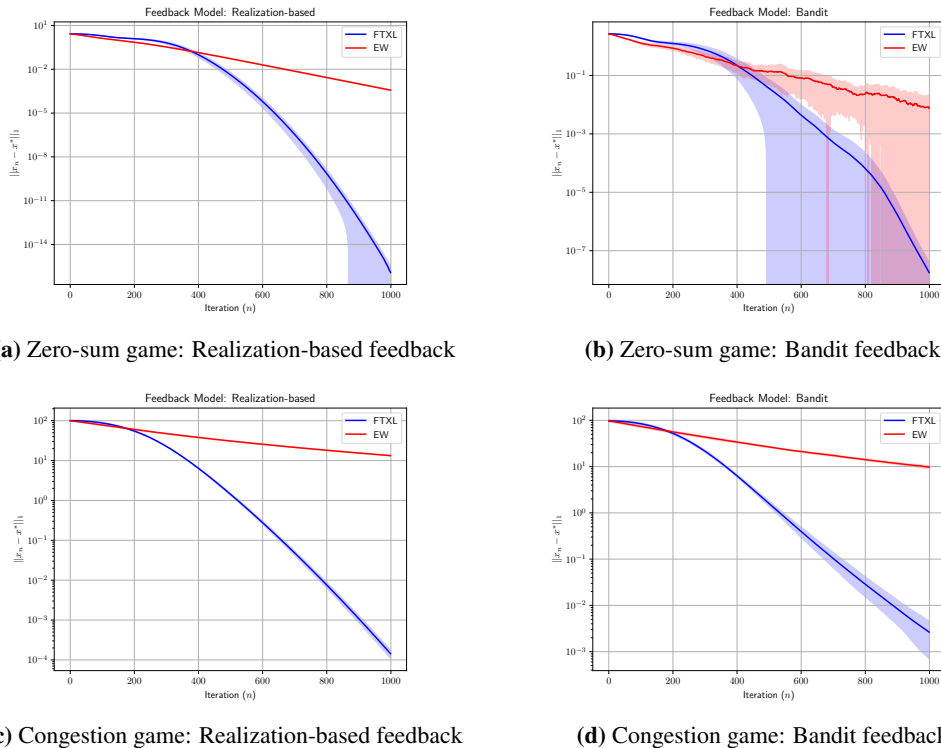 Feedback Model: Realization-based
10^1
10^-2
10^-5
10^-8
10^-11
10^-14
||x_n − x*||_1
FTXL
EW
0 200 400 600 800 1000
Iteration (n)
Feedback Model: Bandit
10^-1
10^-3
10^-5
10^-7
||x_n − x*||_1
FTXL
EW
0 200 400 600 800 1000
Iteration (n)
a) Zero-sum game: Realization-based feedback
(b) Zero-sum game: Bandit feedback
Feedback Model: Realization-based
10^2
10^1
10^0
10^-1
10^-2
10^-3
10^-4
||x_n − x*||_1
FTXL
EW
0 200 400 600 800 1000
Iteration (n)
Feedback Model: Bandit
10^2
10^1
10^0
10^-1
10^-2
10^-3
||x_n − x*||_1
FTXL
EW
0 200 400 600 800 1000
Iteration (n)
c) Congestion game: Realization-based feedback
(d) Congestion game: Bandit feedback